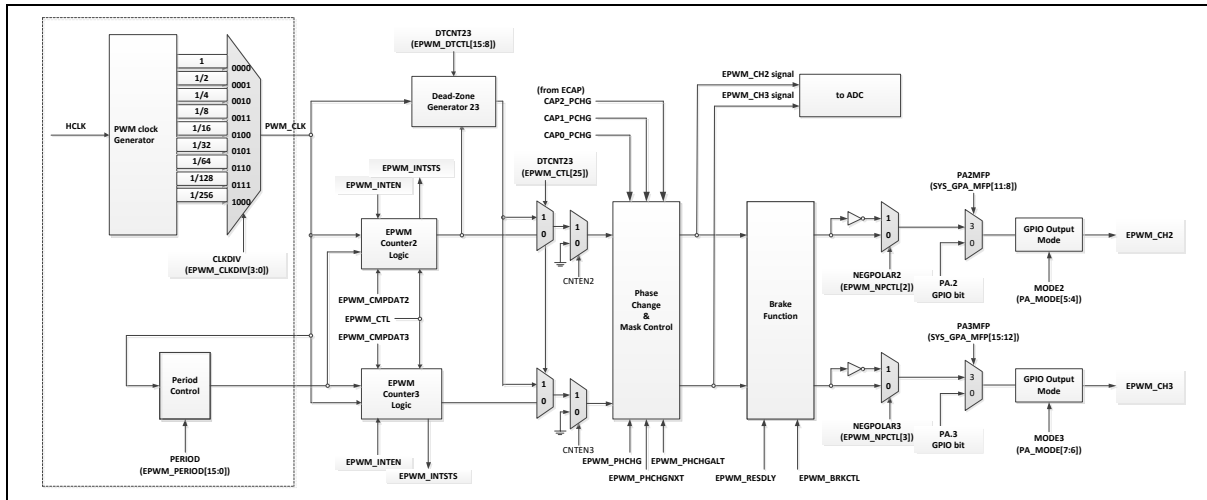 HCLK
PWM clock
Generator
1
1/2
1/4
1/8
1/16
1/32
1/64
1/128
1/256
0000
0001
0010
0011
0100
0101
0110
0111
1000
PWM_CLK
CLKDIV
(EPWM_CLKDIV[3:0])
Period
Control
PERIOD
(EPWM_PERIOD[15:0])
DTCNT23
(EPWM_DTCTL[15:8])
Dead-Zone
Generator 23
EPWM_INTSTS
EPWM_INTEN
EPWM
Counter2
Logic
EPWM_CMPDAT2
EPWM_CTL
EPWM_CMPDAT3
EPWM
Counter3
Logic
EPWM_INTEN
EPWM_INTSTS
DTCNT23
(EPWM_CTL[25])
1
0
1
0
CNTEN2
1
0
1
0
CNTEN3
(from ECAP)
CAP2_PCHG
CAP1_PCHG
CAP0_PCHG
Phase
Change
&
Mask Control
EPWM_PHCHG
EPWM_PHCHGALT
EPWM_PHCHGNXT
EPWM_CH2 signal
EPWM_CH3 signal
to ADC
Brake
Function
EPWM_RESDLY
EPWM_BRKCTL
1
0
NEGPOLAR2
(EPWM_NPCTL[2])
PA2MFP
(SYS_GPA_MFP[11:8])
3
0
PA.2
GPIO bit
GPIO Output
Mode
MODE2
(PA_MODE[5:4])
EPWM_CH2
1
0
NEGPOLAR3
(EPWM_NPCTL[3])
PA3MFP
(SYS_GPA_MFP[15:12])
3
0
PA.3
GPIO bit
GPIO Output
Mode
MODE3
(PA_MODE[7:6])
EPWM_CH3